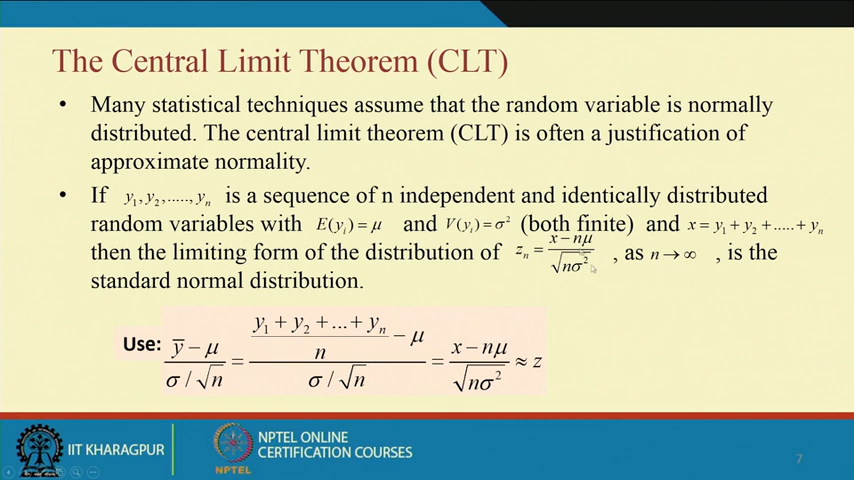 The Central Limit Theorem (CLT)
• Many statistical techniques assume that the random variable is normally
distributed. The central limit theorem (CLT) is often a justification of
approximate normality.
• If y₁, y₂, ....., yₙ is a sequence of n independent and identically distributed
random variables with E(yᵢ) = μ and V(yᵢ) = σ² (both finite) and x = y₁ + y₂ + ..... + yₙ
then the limiting form of the distribution of zₙ = (x − nμ) / √(nσ²) , as n → ∞ , is the
standard normal distribution.
Use: (ȳ − μ) / (σ / √n) = ((y₁ + y₂ + ... + yₙ) / n − μ) / (σ / √n) = (x − nμ) / √(nσ²) ≈ z
IIT KHARAGPUR
NPTEL
NPTEL ONLINE
CERTIFICATION COURSES
7